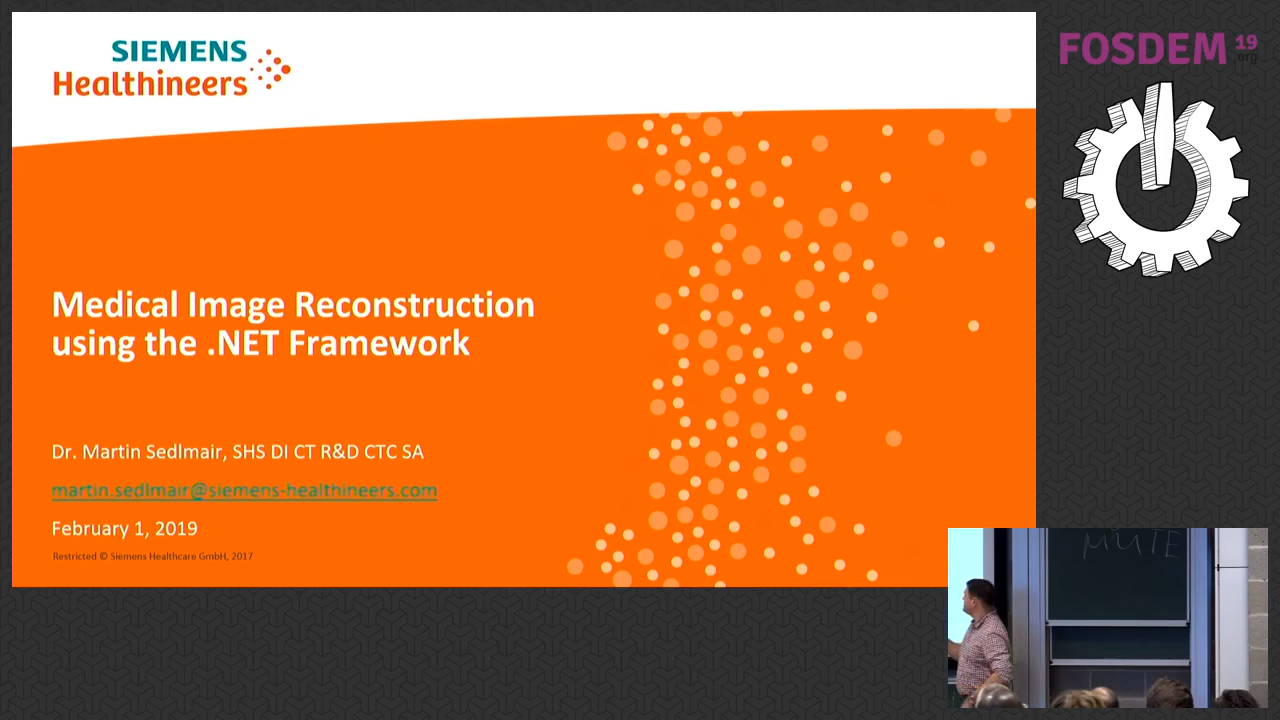 SIEMENS
Healthineers
FOSDEM 19
.org
Medical Image Reconstruction
using the .NET Framework
Dr. Martin Sedlmair, SHS DI CT R&D CTC SA
martin.sedlmair@siemens-healthineers.com
February 1, 2019
Restricted © Siemens Healthcare GmbH, 2017
MUTE